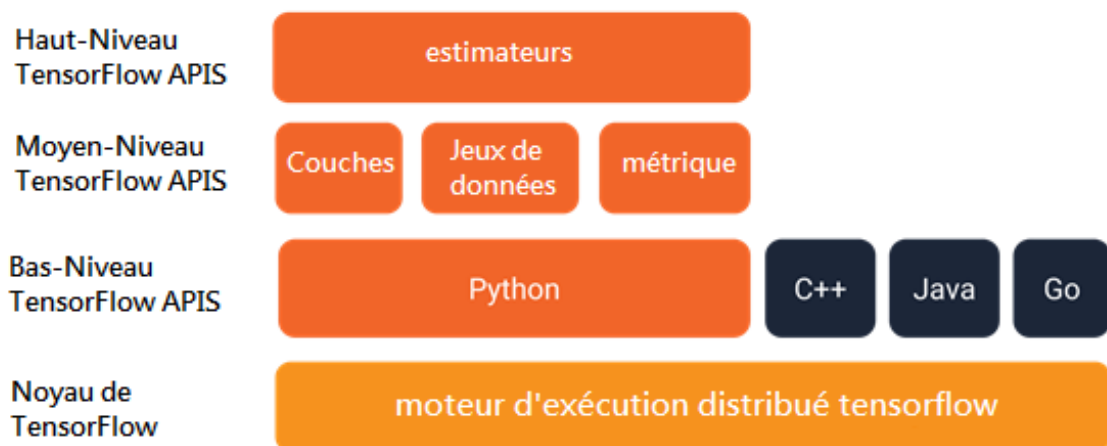 Haut-Niveau
TensorFlow APIS
estimateurs
Moyen-Niveau
TensorFlow APIS
Couches
Jeux de
données
métrique
Bas-Niveau
TensorFlow APIS
Python
C++
Java
Go
Noyau de
TensorFlow
moteur d'exécution distribué tensorflow